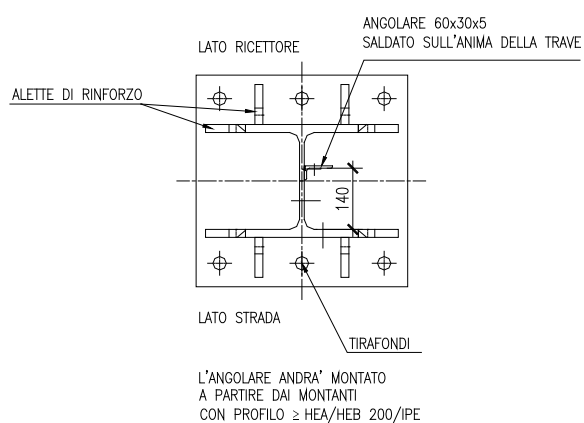 ANGOLARE 60x30x5
SALDATO SULL'ANIMA DELLA TRAVE
LATO RICETTORE
ALETTE DI RINFORZO
140
LATO STRADA
TIRAFONDI
L'ANGOLARE ANDRA' MONTATO
A PARTIRE DAI MONTANTI
CON PROFILO ≥ HEA/HEB 200/IPE